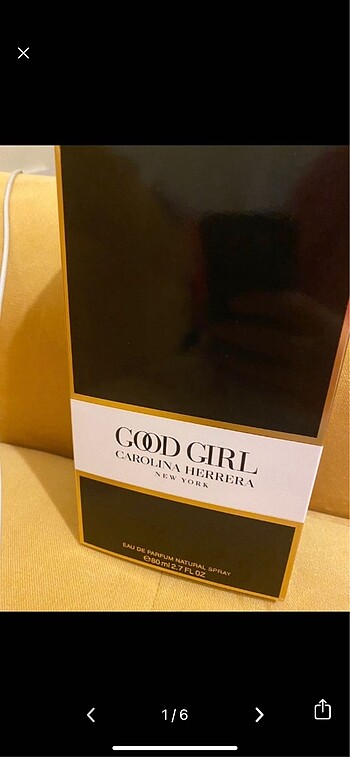 GOOD GIRL
CAROLINA HERRERA
NEW YORK
EAU DE PARFUM NATURAL SPRAY
℮80 ml 2.7 FL OZ
1/6